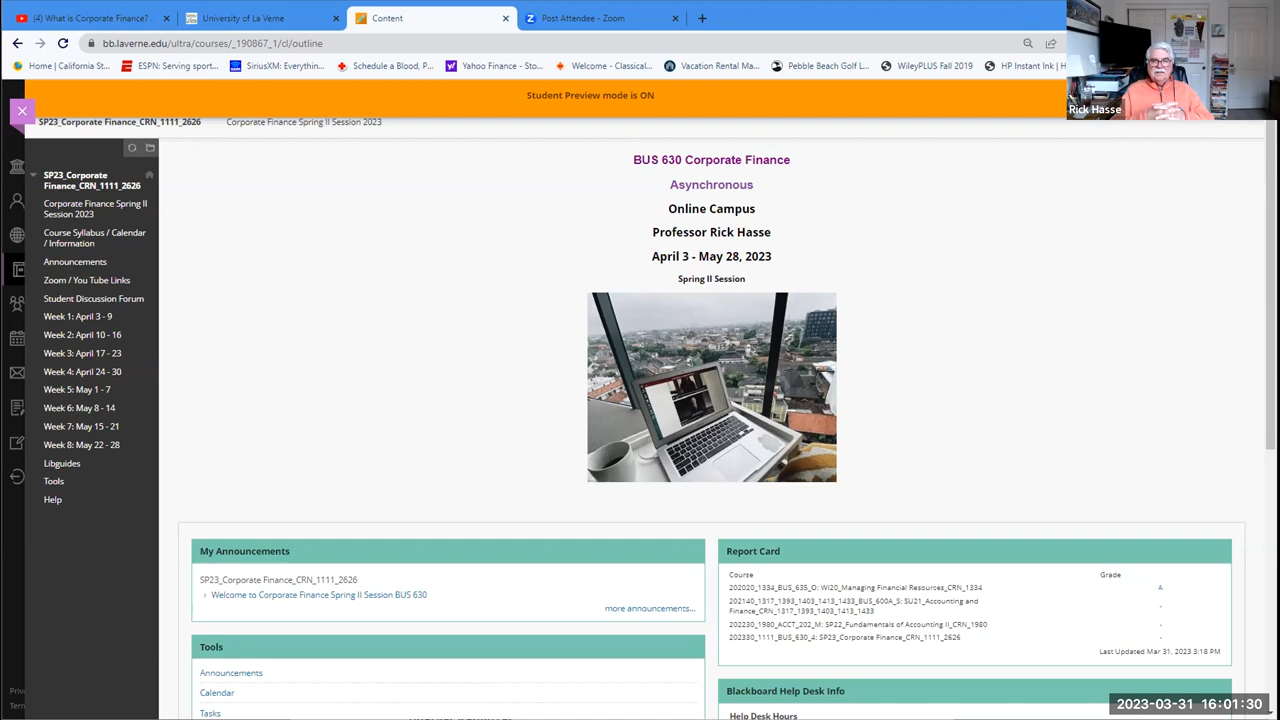 (4) What is Corporate Finance?
University of La Verne
Content
Post Attendee - Zoom
bb.laverne.edu/ultra/courses/_190867_1/cl/outline
Home | California St...
ESPN: Serving sport...
SiriusXM: Everythin...
Schedule a Blood, P...
Yahoo Finance - Sto...
Welcome - Classical...
Vacation Rental Ma...
Pebble Beach Golf L...
WileyPLUS Fall 2019
HP Instant Ink | H
Rick Hasse
Student Preview mode is ON
SP23_Corporate Finance_CRN_1111_2626
Corporate Finance Spring II Session 2023
SP23_Corporate
Finance_CRN_1111_2626
Corporate Finance Spring II
Session 2023
Course Syllabus / Calendar
/ Information
Announcements
Zoom / You Tube Links
Student Discussion Forum
Week 1: April 3 - 9
Week 2: April 10 - 16
Week 3: April 17 - 23
Week 4: April 24 - 30
Week 5: May 1 - 7
Week 6: May 8 - 14
Week 7: May 15 - 21
Week 8: May 22 - 28
Libguides
Tools
Help
Priv
Term
BUS 630 Corporate Finance
Asynchronous
Online Campus
Professor Rick Hasse
April 3 - May 28, 2023
Spring II Session
My Announcements
SP23_Corporate Finance_CRN_1111_2626
Welcome to Corporate Finance Spring II Session BUS 630
more announcements...
Tools
Announcements
Calendar
Tasks
Report Card
Course
Grade
202020_1334_BUS_635_O: WI20_Managing Financial Resources_CRN_1334
A
202140_1317_1393_1403_1413_1433_BUS_600A_S: SU21_Accounting and
Finance_CRN_1317_1393_1403_1413_1433
-
202230_1980_ACCT_202_M: SP22_Fundamentals of Accounting II_CRN_1980
-
202330_1111_BUS_630_4: SP23_Corporate Finance_CRN_1111_2626
-
Last Updated Mar 31, 2023 3:18 PM
Blackboard Help Desk Info
Help Desk Hours
2023-03-31 16:01:30